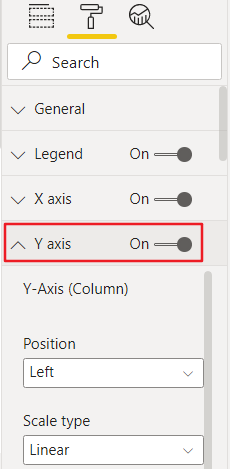 Search
General
Legend On
X axis On
Y axis On
Y-Axis (Column)
Position
Left
Scale type
Linear